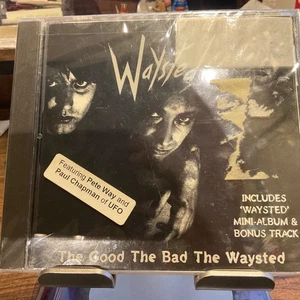 Waysted
Featuring Pete Way and
Paul Chapman of UFO
INCLUDES
'WAYSTED'
MINI-ALBUM &
BONUS TRACK
The Good The Bad The Waysted